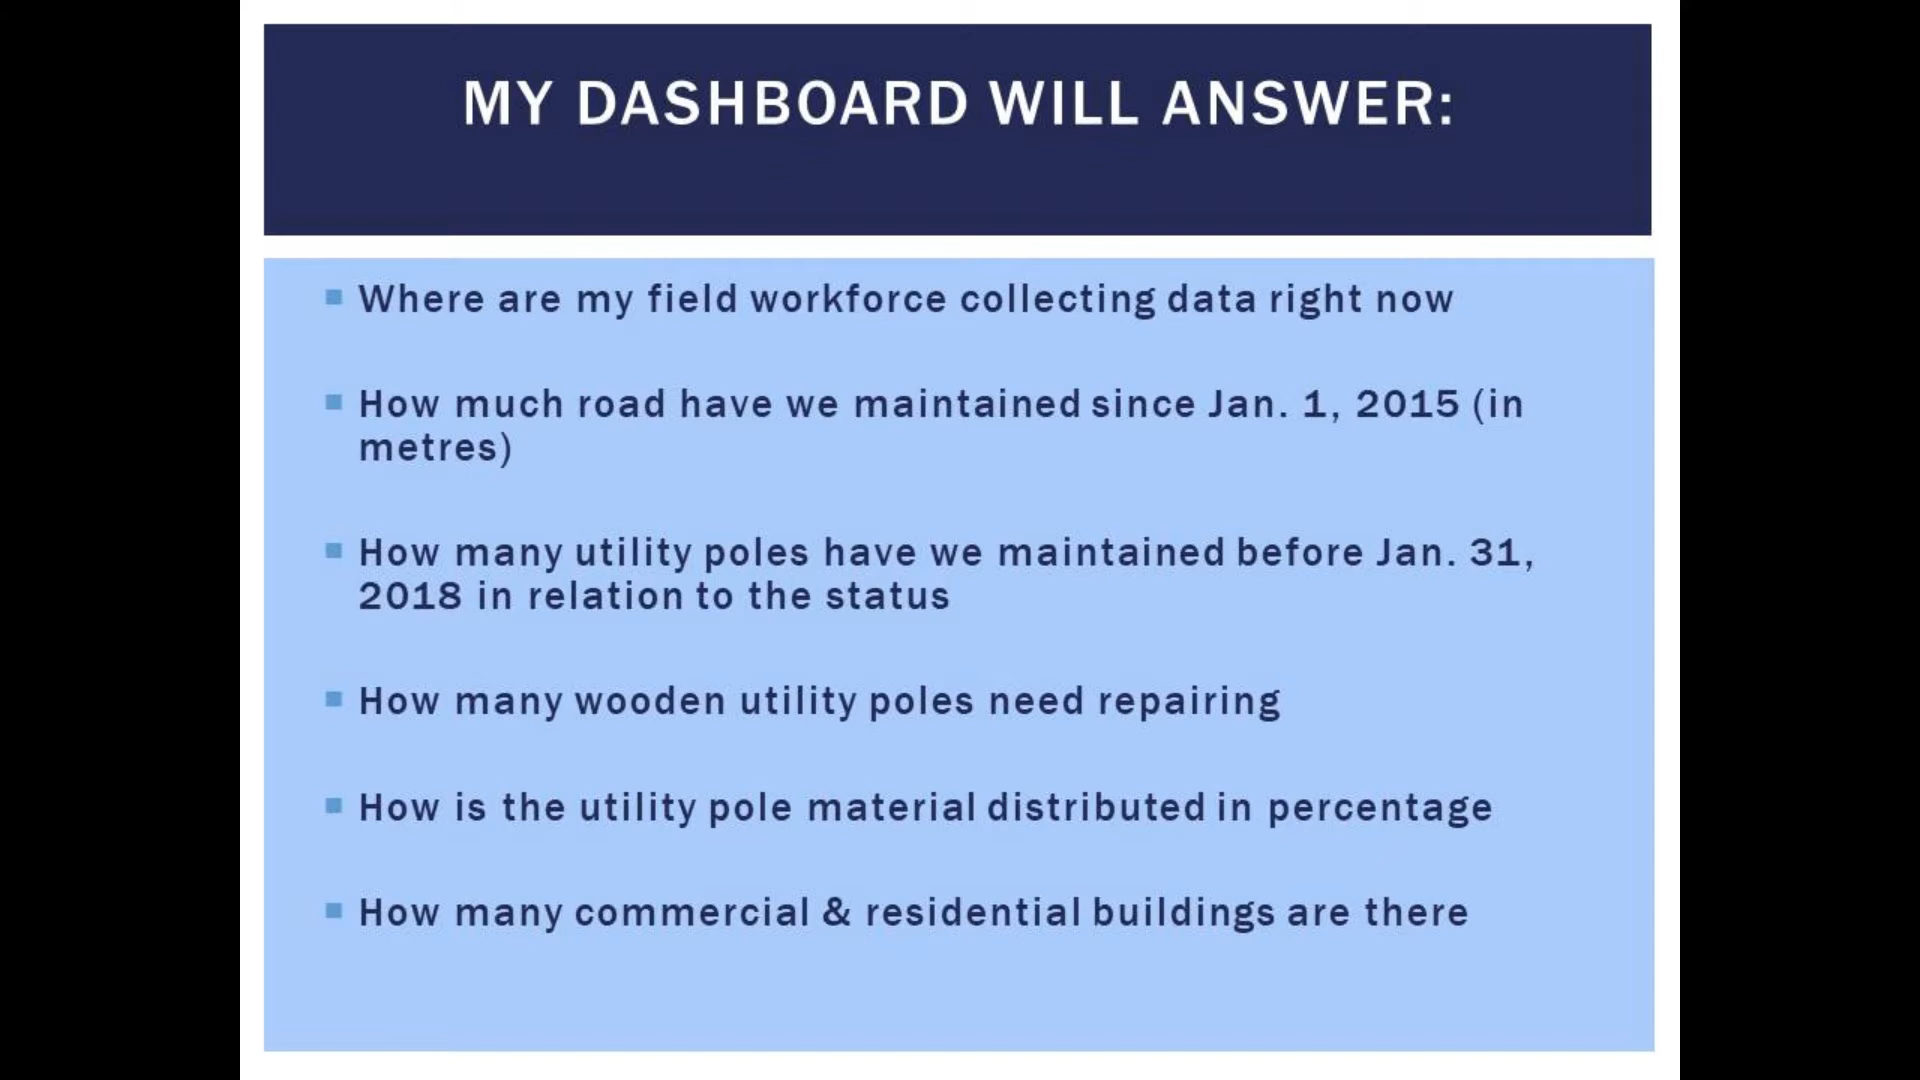 MY DASHBOARD WILL ANSWER:
Where are my field workforce collecting data right now
How much road have we maintained since Jan. 1, 2015 (in
metres)
How many utility poles have we maintained before Jan. 31,
2018 in relation to the status
How many wooden utility poles need repairing
How is the utility pole material distributed in percentage
How many commercial & residential buildings are there